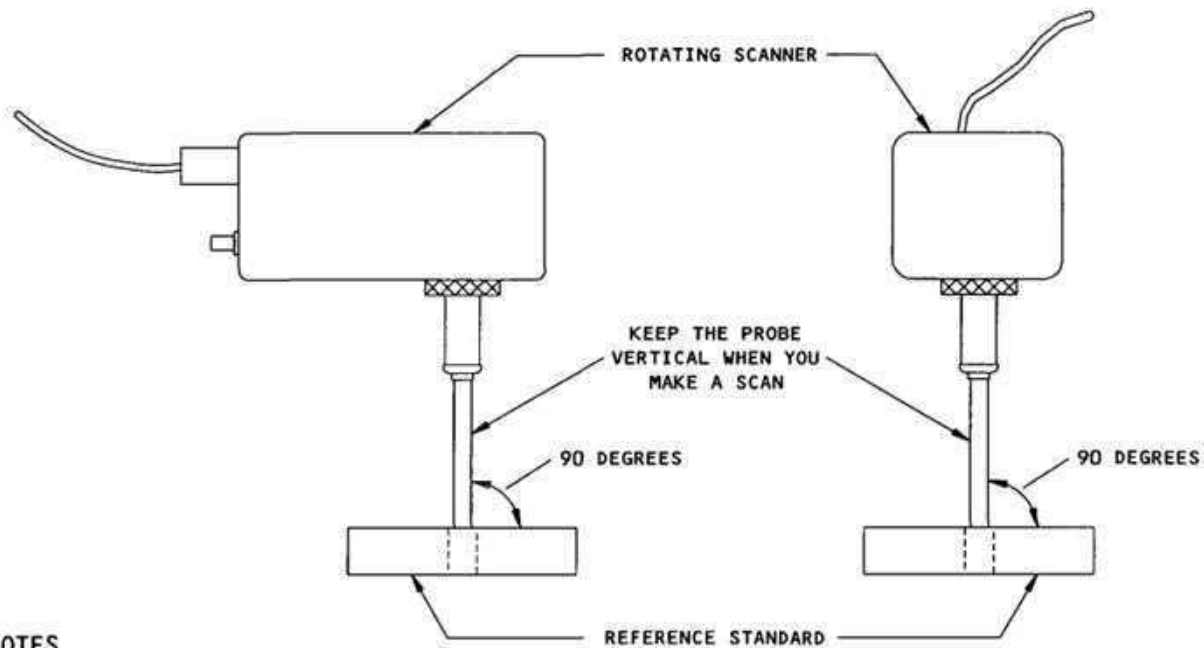 ROTATING SCANNER
KEEP THE PROBE
VERTICAL WHEN YOU
MAKE A SCAN
90 DEGREES
90 DEGREES
REFERENCE STANDARD